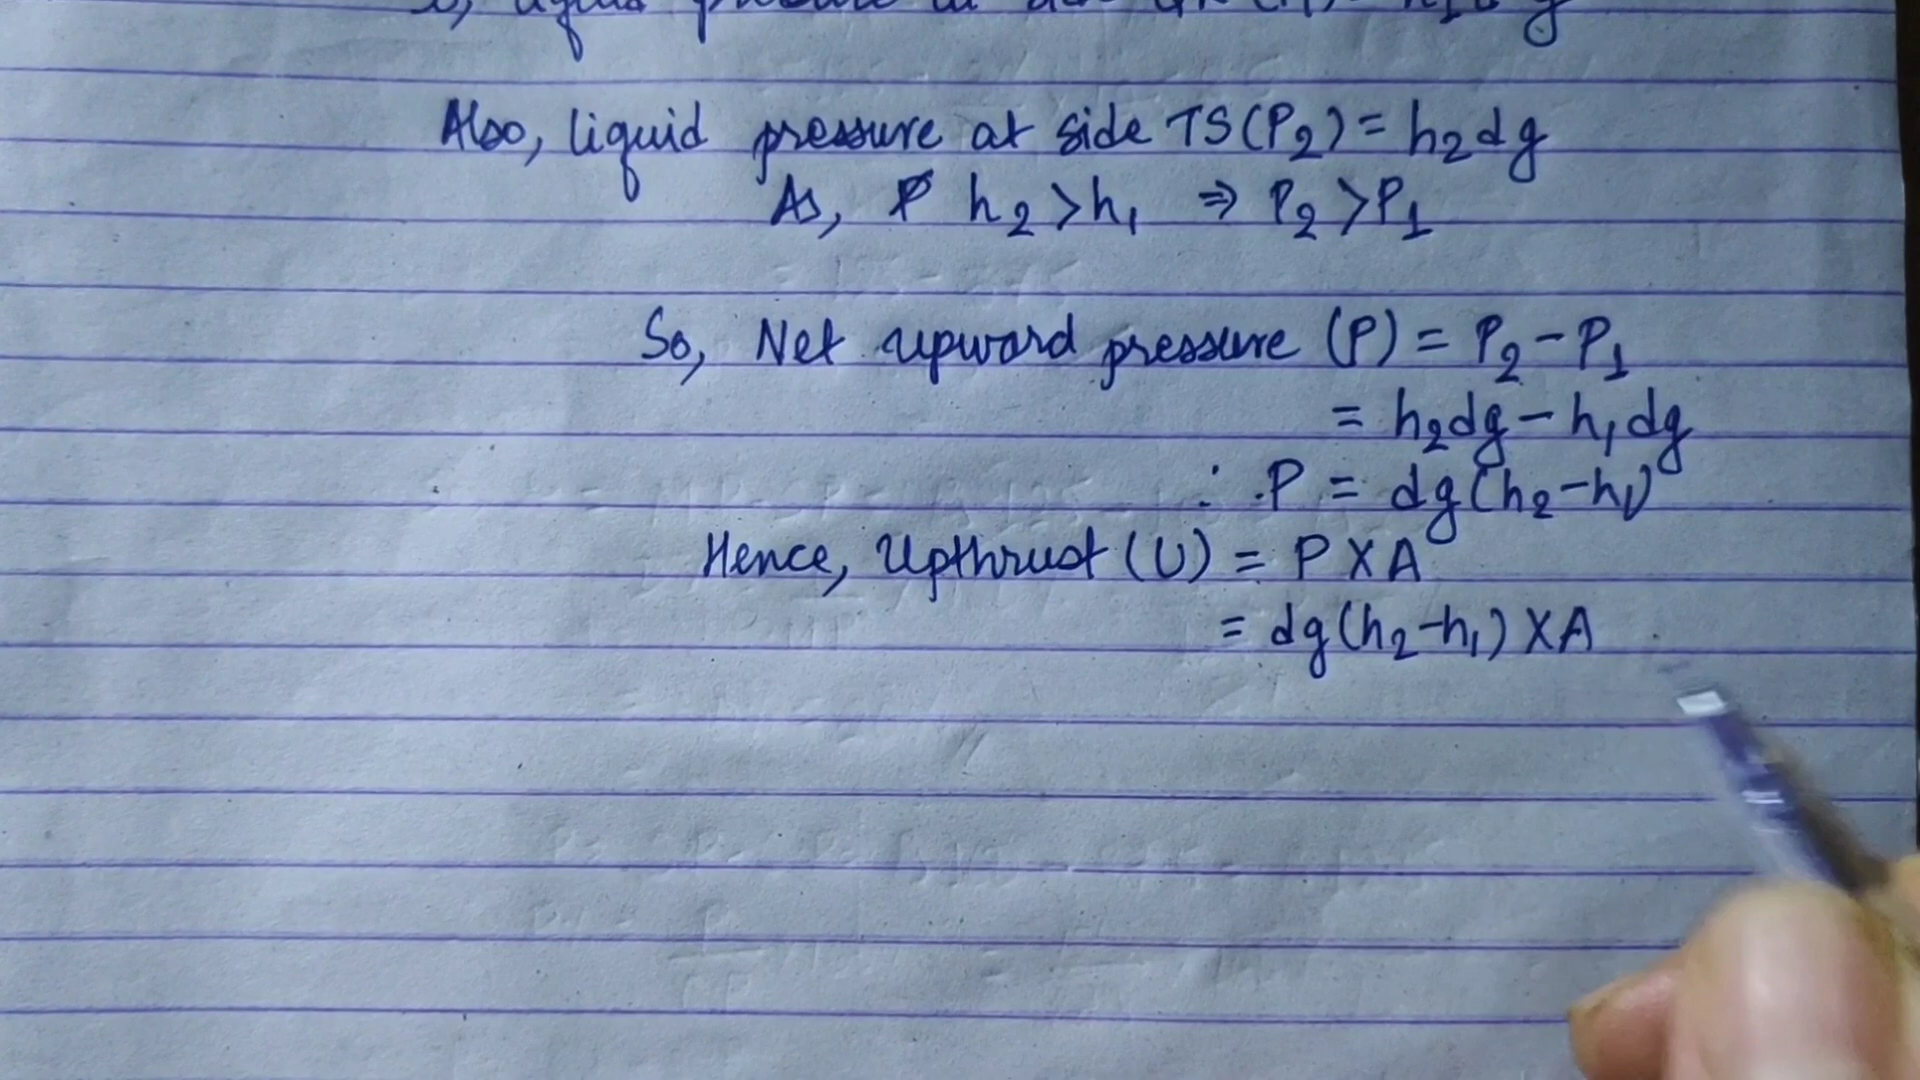 Also, liquid pressure at side TS(P₂) = h₂dg
As, h₂>h₁ ⇒ P₂>P₁
So, Net upward pressure (P) = P₂-P₁
= h₂dg - h₁dg
∴ P = dg(h₂-h₁)
Hence, Upthrust (U) = P X A
= dg(h₂-h₁) X A